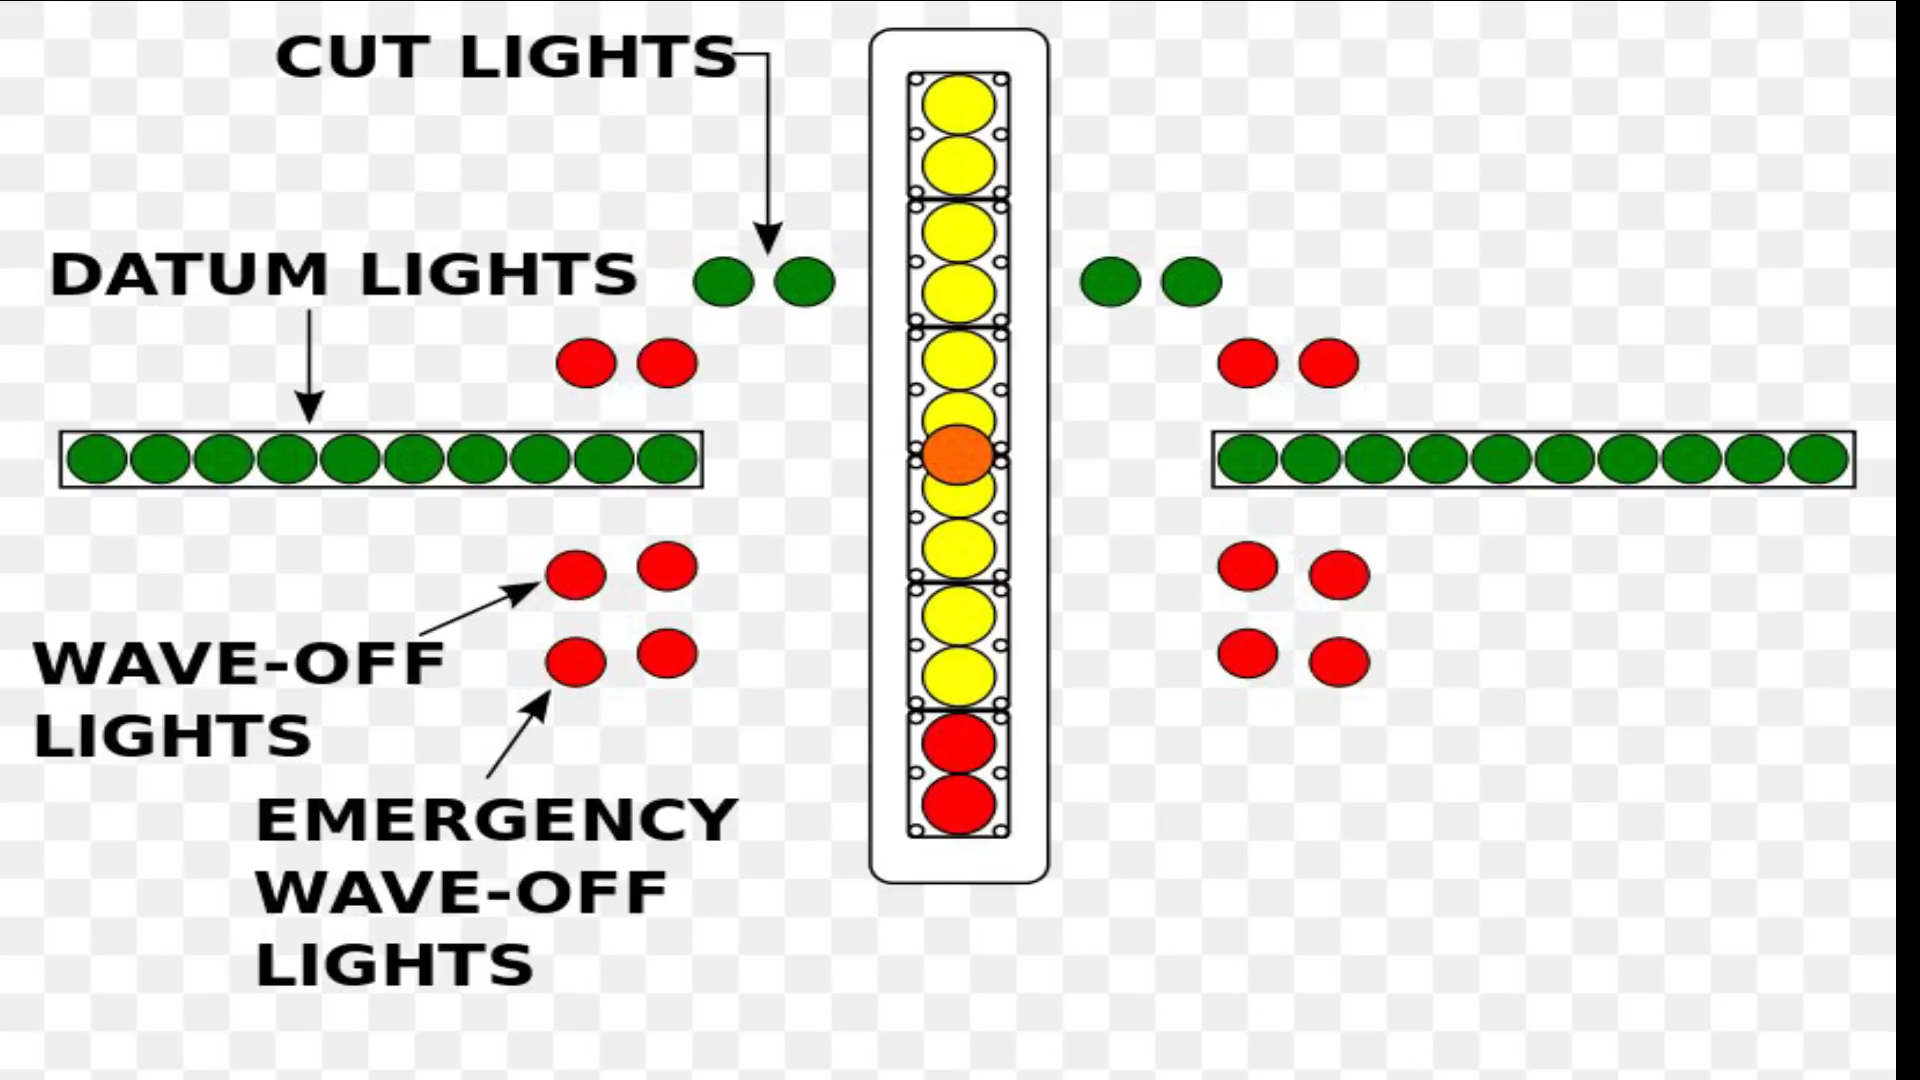 CUT LIGHTS
DATUM LIGHTS
WAVE-OFF
LIGHTS
EMERGENCY
WAVE-OFF
LIGHTS